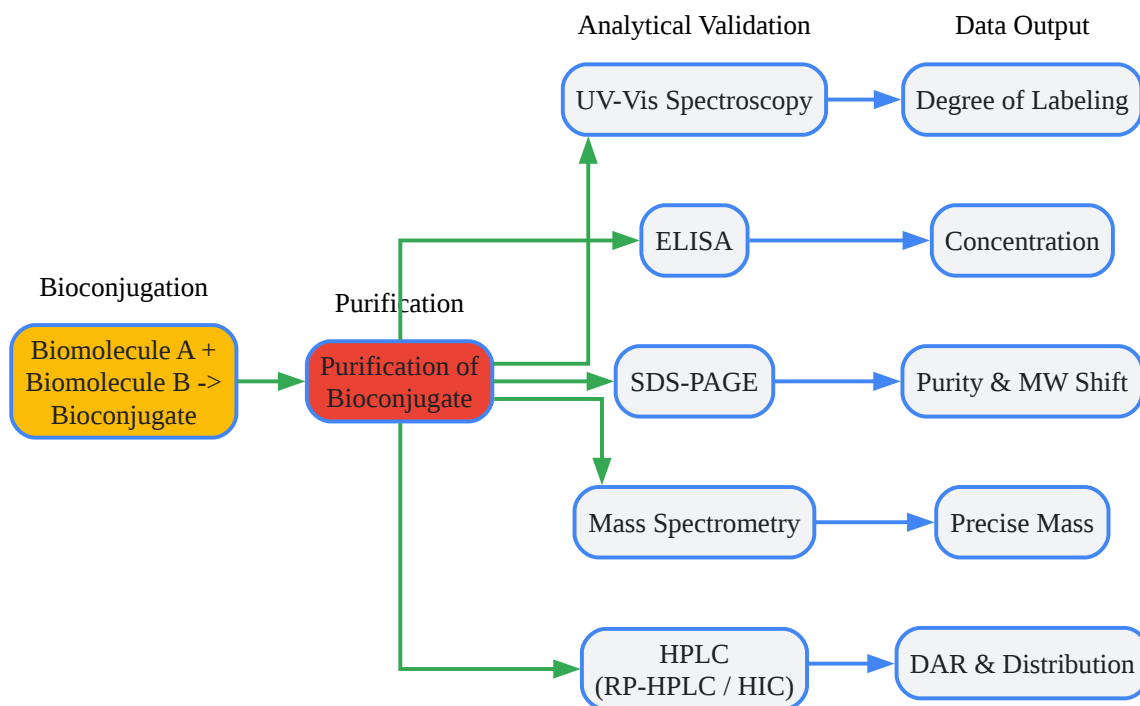 Analytical Validation
Data Output
UV-Vis Spectroscopy
Degree of Labeling
ELISA
Concentration
Bioconjugation
Purification
Biomolecule A +
Biomolecule B ->
Bioconjugate
Purification of
Bioconjugate
SDS-PAGE
Purity & MW Shift
Mass Spectrometry
Precise Mass
HPLC
(RP-HPLC / HIC)
DAR & Distribution